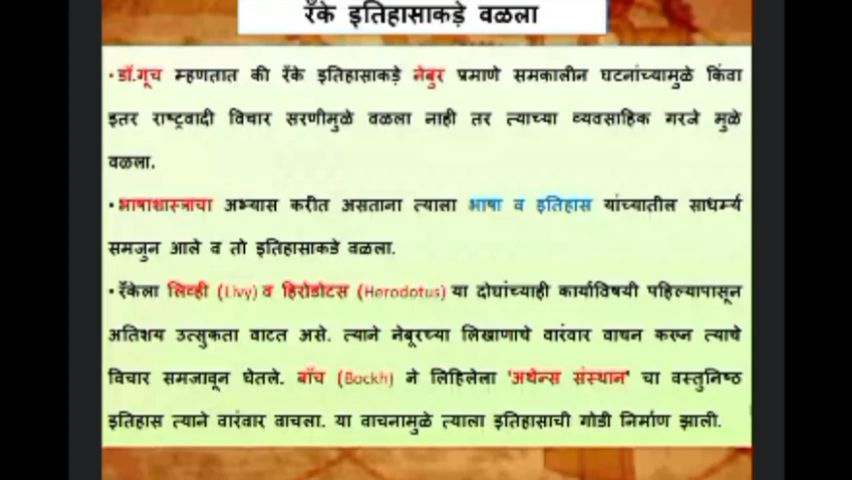 रँके इतिहासाकडे वळला
•डॉ.गूच म्हणतात की रँके इतिहासाकडे नेबुर प्रमाणे समकालीन घटनांच्यामुळे किंवा
इतर राष्ट्रवादी विचार सरणीमुळे वळला नाही तर त्याच्या व्यवसाहिक गरजे मुळे
वळला.
•भाषाशास्त्राचा अभ्यास करीत असताना त्याला भाषा व इतिहास यांच्यातील साधर्म्य
समजुन आले व तो इतिहासाकडे वळला.
•रँकेला लिव्ही (Livy) व हिरोडोटस (Herodotus) या दोघांच्याही कार्याविषयी पहिल्यापासून
अतिशय उत्सुकता वाटत असे. त्याने नेबूरच्या लिखाणाचे वारंवार वाचन करुन त्याचे
विचार समजावून घेतले. बॉच (Bockh) ने लिहिलेला 'अथेन्स संस्थान' चा वस्तुनिष्ठ
इतिहास त्याने वारंवार वाचला. या वाचनामुळे त्याला इतिहासाची गोडी निर्माण झाली.